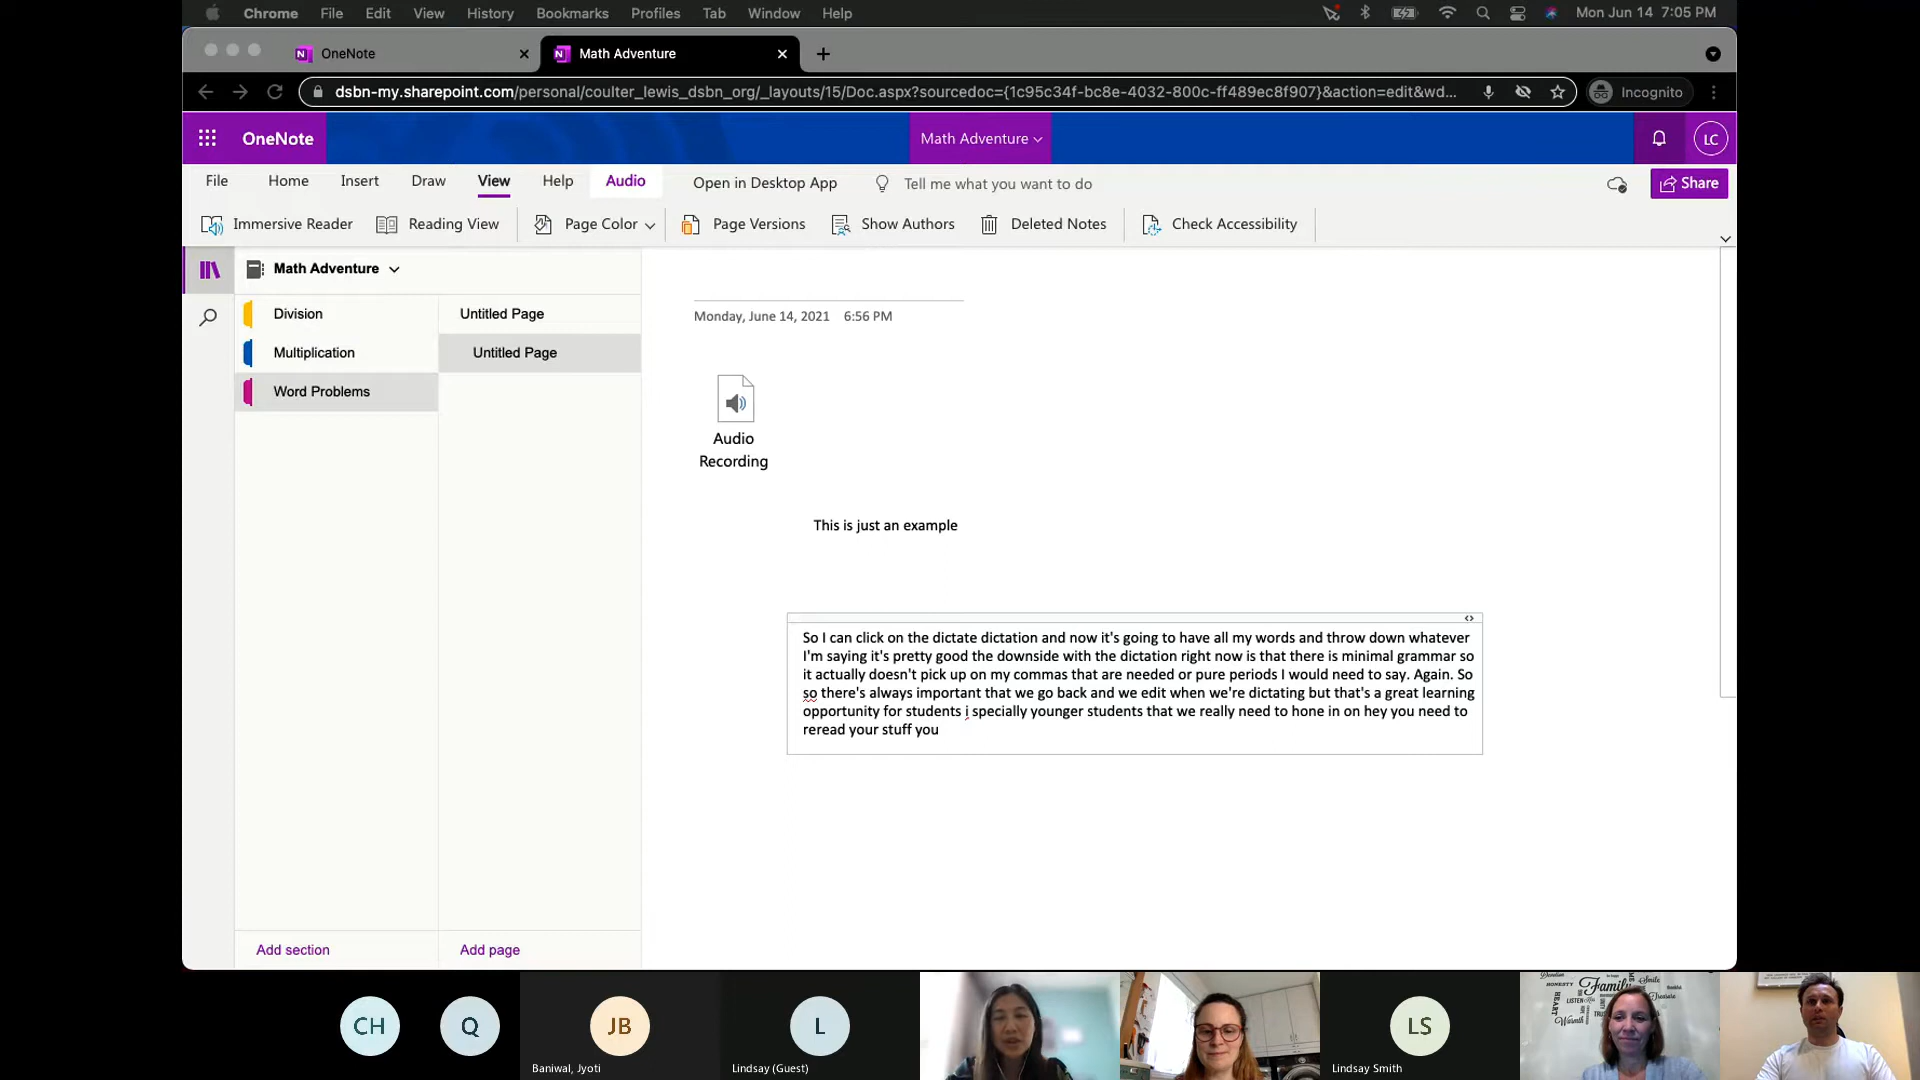 Chrome File Edit View History Bookmarks Profiles Tab Window Help Mon Jun 14 7:05 PM
OneNote Math Adventure
dsbn-my.sharepoint.com/personal/coulter_lewis_dsbn_org/_layouts/15/Doc.aspx?sourcedoc={1c95c34f-bc8e-4032-800c-ff489ec8f907}&action=edit&wd... Incognito
OneNote Math Adventure LC
File Home Insert Draw View Help Audio Open in Desktop App Tell me what you want to do Share
Immersive Reader Reading View Page Color Page Versions Show Authors Deleted Notes Check Accessibility
Math Adventure
Division
Multiplication
Word Problems
Untitled Page
Untitled Page
Add section
Add page
Monday, June 14, 2021 6:56 PM
Audio
Recording
This is just an example
So I can click on the dictate dictation and now it's going to have all my words and throw down whatever
I'm saying it's pretty good the downside with the dictation right now is that there is minimal grammar so
it actually doesn't pick up on my commas that are needed or pure periods I would need to say. Again. So
so there's always important that we go back and we edit when we're dictating but that's a great learning
opportunity for students i specially younger students that we really need to hone in on hey you need to
reread your stuff you
CH
Q
JB
Baniwal, Jyoti
L
Lindsay (Guest)
LS
Lindsay Smith
HONESTY
Family
Smile
HEART
Treasure
Warmth